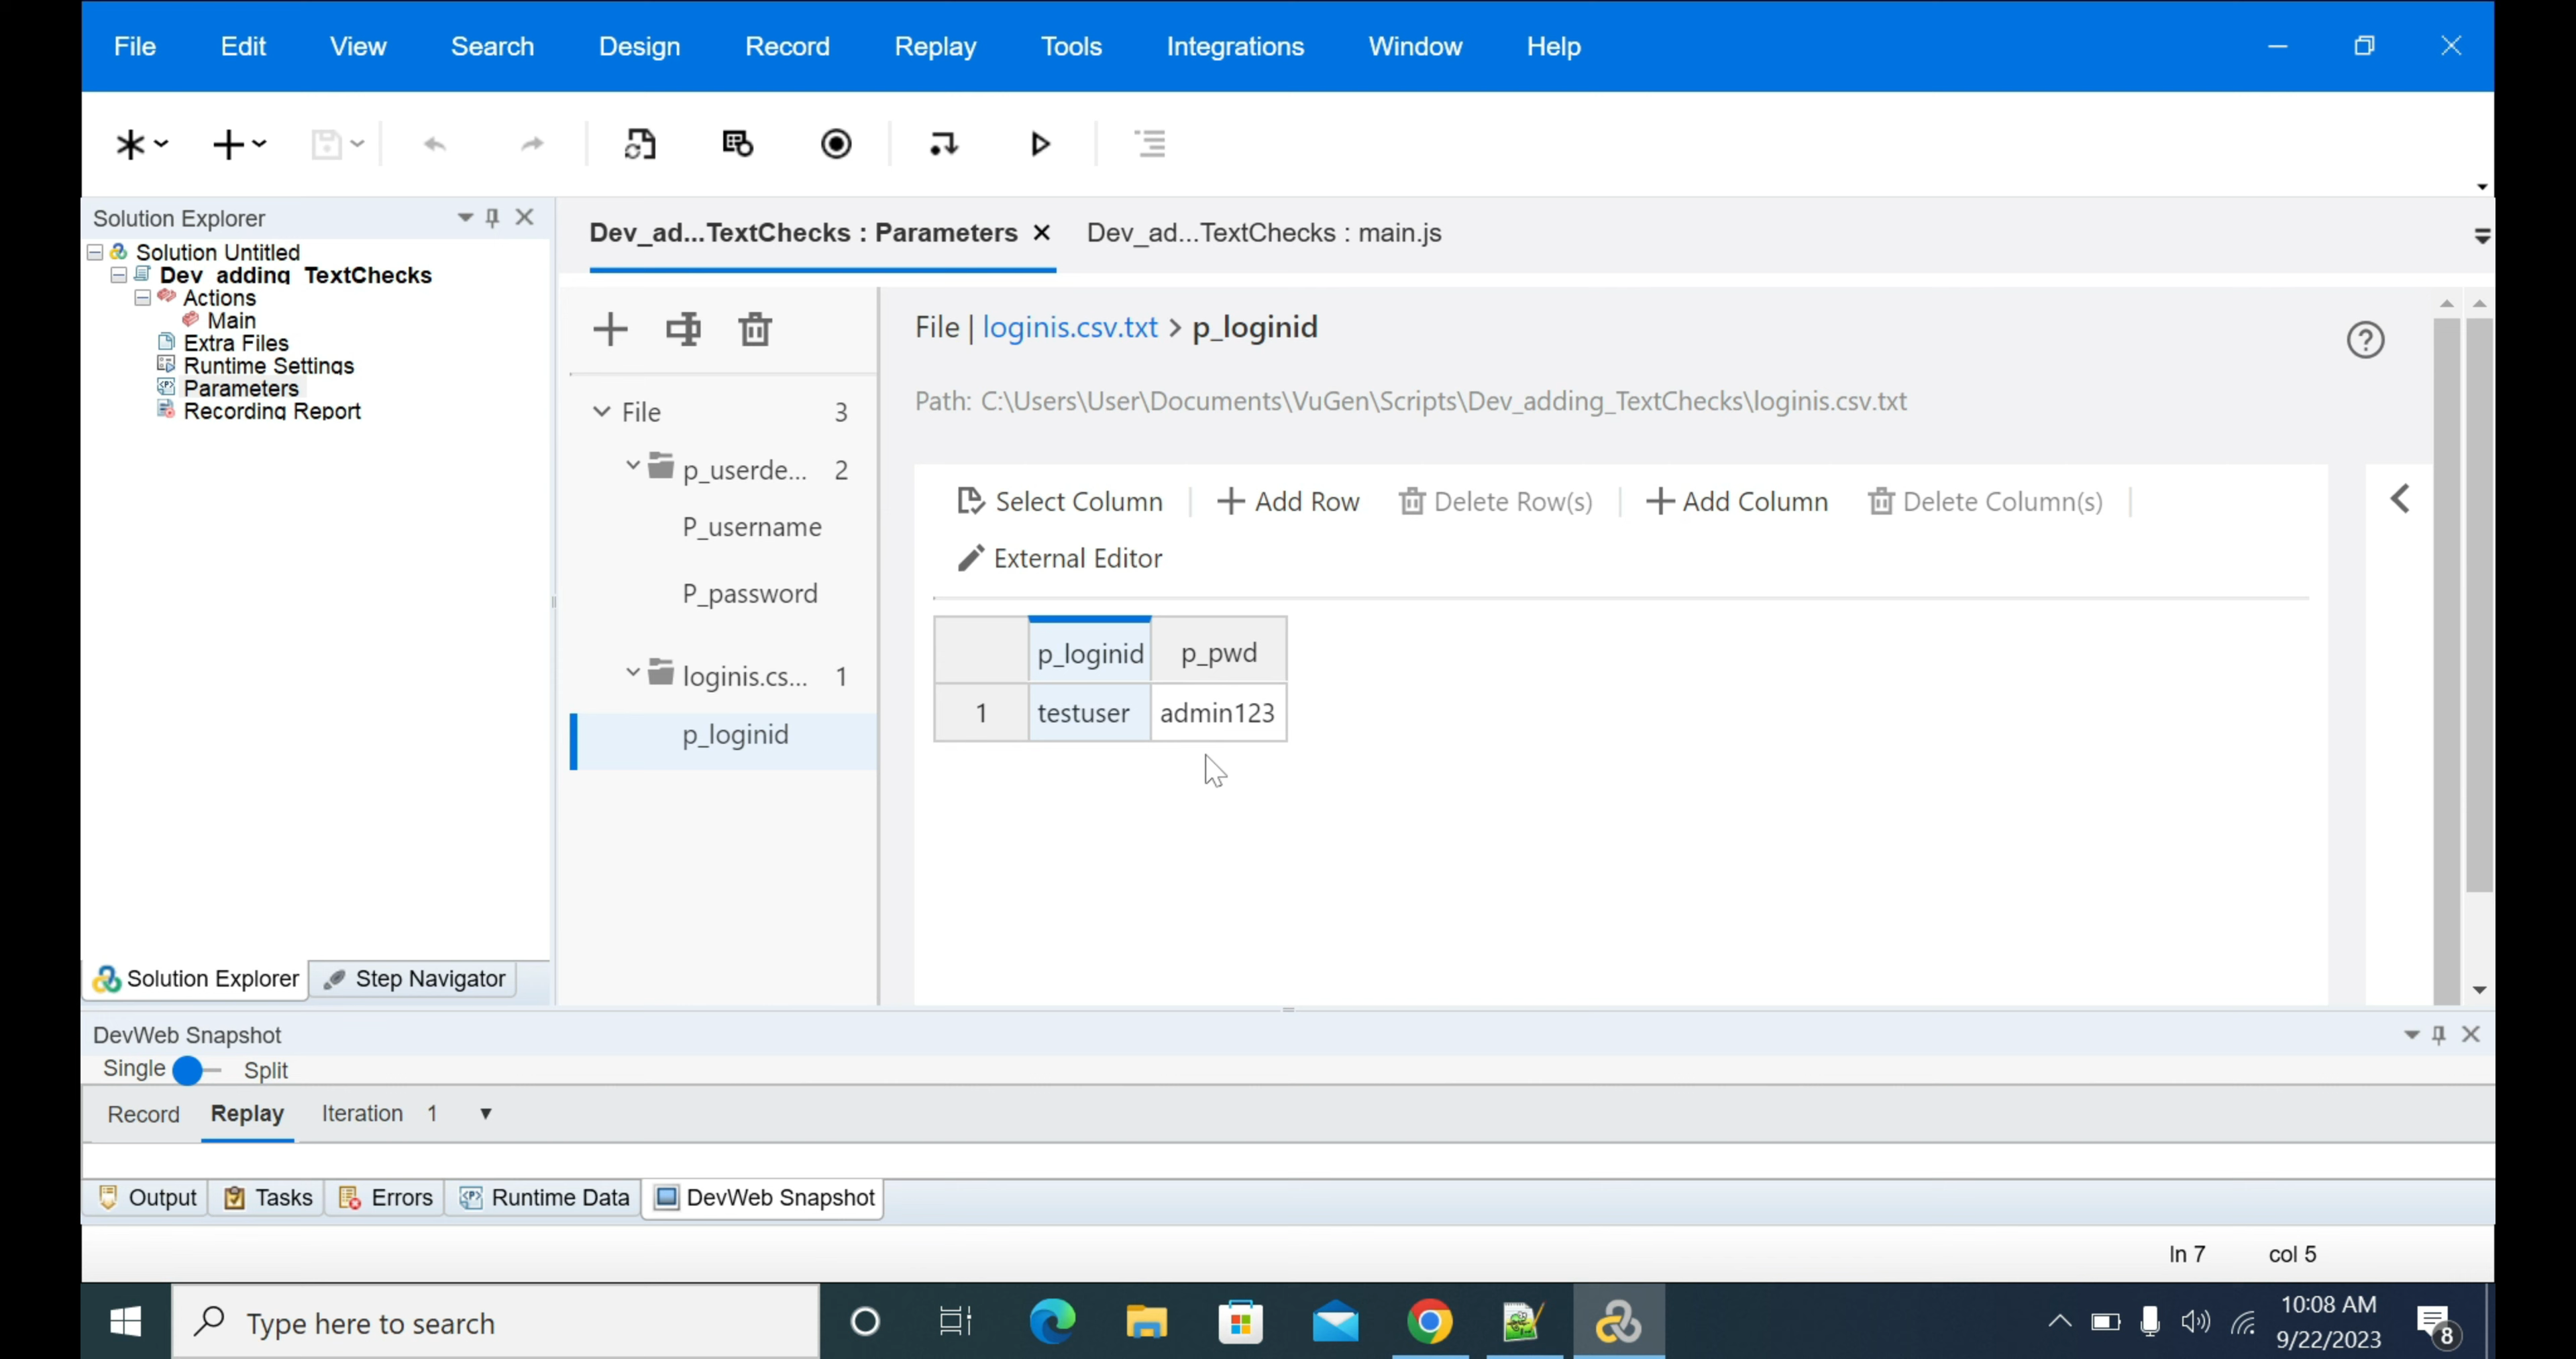 File Edit View Search Design Record Replay Tools Integrations Window Help
Solution Explorer
Solution Untitled
Dev_adding_TextChecks
Actions
Main
Extra Files
Runtime Settings
Parameters
Recording Report
Solution Explorer Step Navigator
Dev_ad...TextChecks : Parameters Dev_ad...TextChecks : main.js
File 3
p_userde... 2
P_username
P_password
loginis.cs... 1
p_loginid
File | loginis.csv.txt > p_loginid
Path: C:\Users\User\Documents\VuGen\Scripts\Dev_adding_TextChecks\loginis.csv.txt
Select Column Add Row Delete Row(s) Add Column Delete Column(s)
External Editor
p_loginid p_pwd
1 testuser admin123
DevWeb Snapshot
Single Split
Record Replay Iteration 1
Output Tasks Errors Runtime Data DevWeb Snapshot
ln 7 col 5
Type here to search
10:08 AM
9/22/2023
8